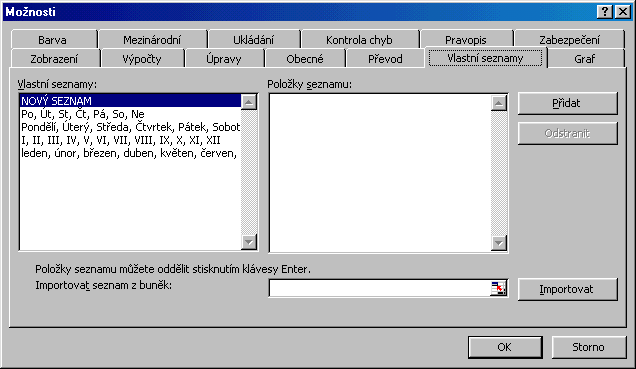 Možnosti
Barva Mezinárodní Ukládání Kontrola chyb Pravopis Zabezpečení
Zobrazení Výpočty Úpravy Obecné Převod Vlastní seznamy Graf
Vlastní seznamy: Položky seznamu:
NOVÝ SEZNAM
Po, Út, St, Čt, Pá, So, Ne
Pondělí, Úterý, Středa, Čtvrtek, Pátek, Sobot
I, II, III, IV, V, VI, VII, VIII, IX, X, XI, XII
leden, únor, březen, duben, květen, červen,
Přidat
Odstranit
Položky seznamu můžete oddělit stisknutím klávesy Enter.
Importovat seznam z buněk:
Importovat
OK Storno